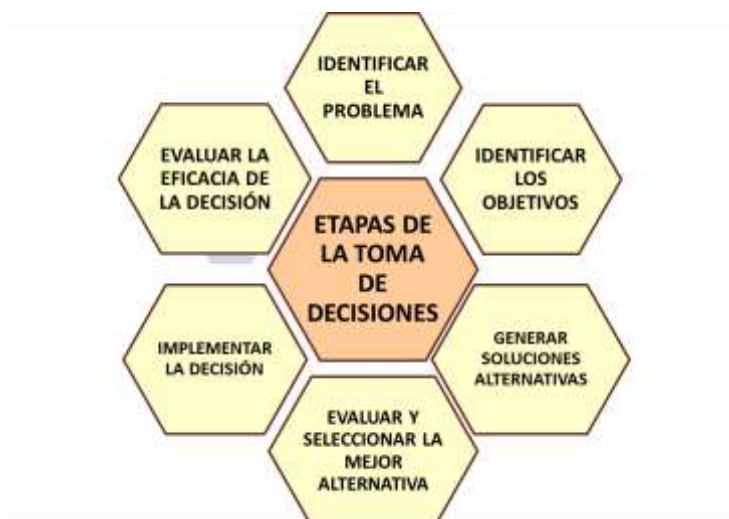 IDENTIFICAR
EL
PROBLEMA
IDENTIFICAR
LOS
OBJETIVOS
GENERAR
SOLUCIONES
ALTERNATIVAS
EVALUAR Y
SELECCIONAR LA
MEJOR
ALTERNATIVA
IMPLEMENTAR
LA DECISIÓN
EVALUAR LA
EFICACIA DE
LA DECISIÓN
ETAPAS DE
LA TOMA
DE
DECISIONES